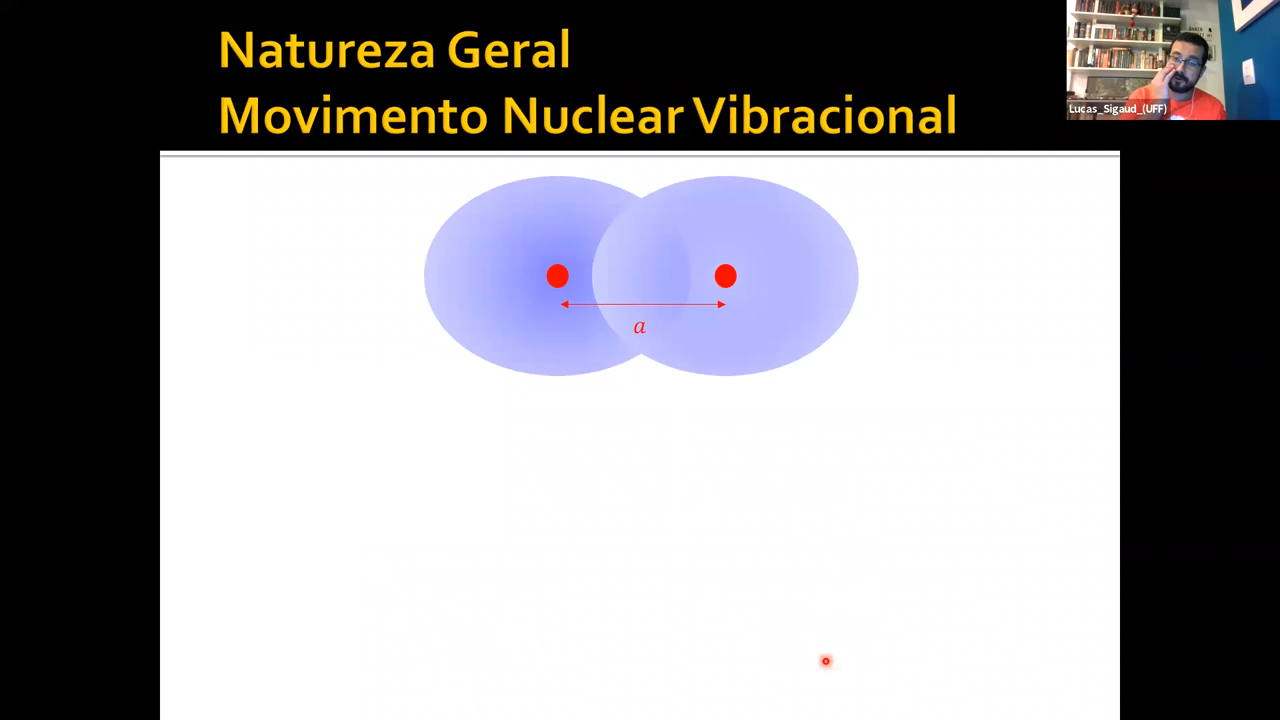 Natureza Geral
Movimento Nuclear Vibracional
Lucas_Sigaud_(UFF)
a